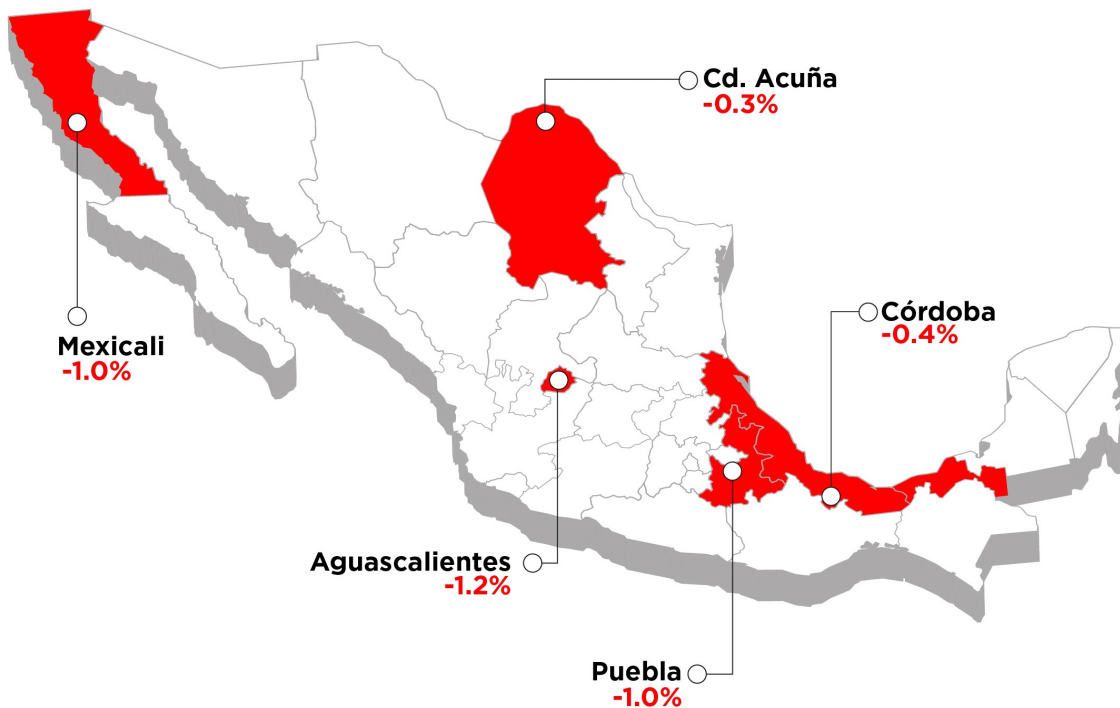 Cd. Acuña
-0.3%
Córdoba
-0.4%
Mexicali
-1.0%
Aguascalientes
-1.2%
Puebla
-1.0%